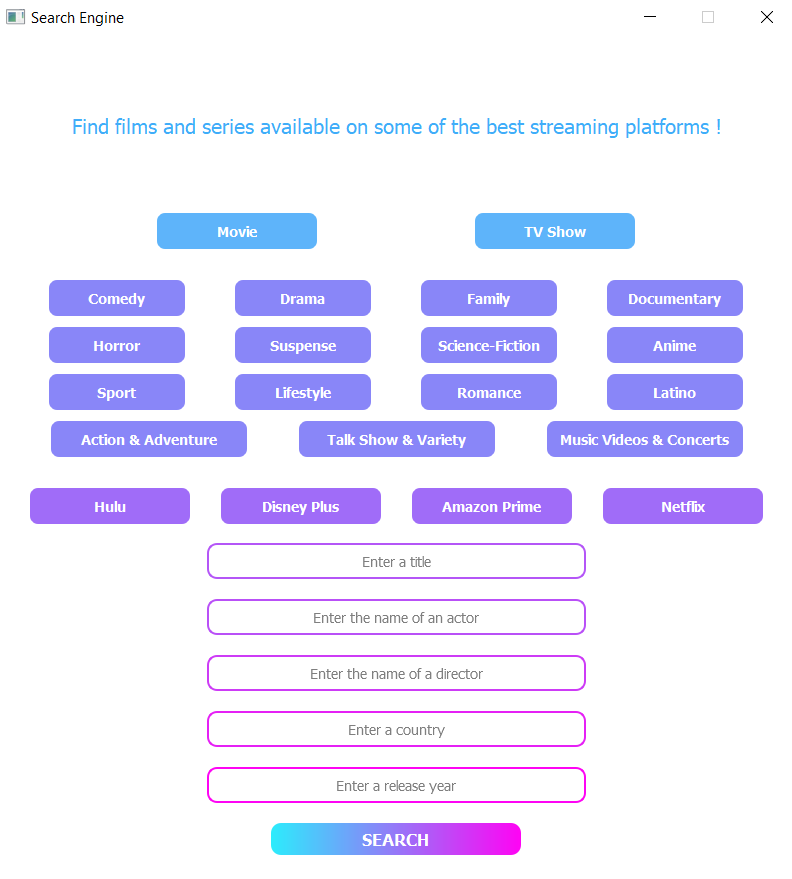 Search Engine
Find films and series available on some of the best streaming platforms !
Movie TV Show
Comedy Drama Family Documentary
Horror Suspense Science-Fiction Anime
Sport Lifestyle Romance Latino
Action & Adventure Talk Show & Variety Music Videos & Concerts
Hulu Disney Plus Amazon Prime Netflix
Enter a title
Enter the name of an actor
Enter the name of a director
Enter a country
Enter a release year
SEARCH